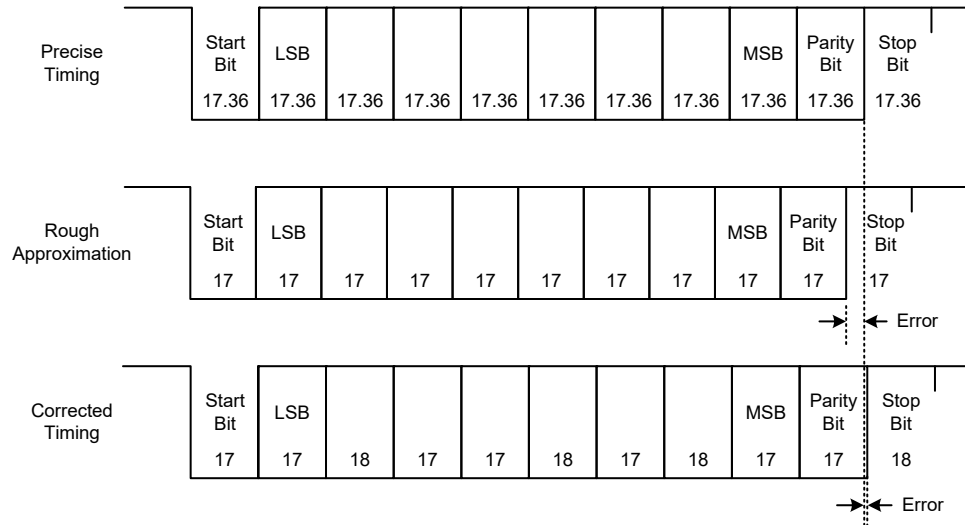 Precise
Timing
Start
Bit
LSB
MSB
Parity
Bit
Stop
Bit
17.36 17.36 17.36 17.36 17.36 17.36 17.36 17.36 17.36 17.36 17.36
Rough
Approximation
Start
Bit
LSB
MSB
Parity
Bit
Stop
Bit
17 17 17 17 17 17 17 17 17 17 17
Error
Corrected
Timing
Start
Bit
LSB
MSB
Parity
Bit
Stop
Bit
17 17 18 17 17 18 17 18 17 17 18
Error